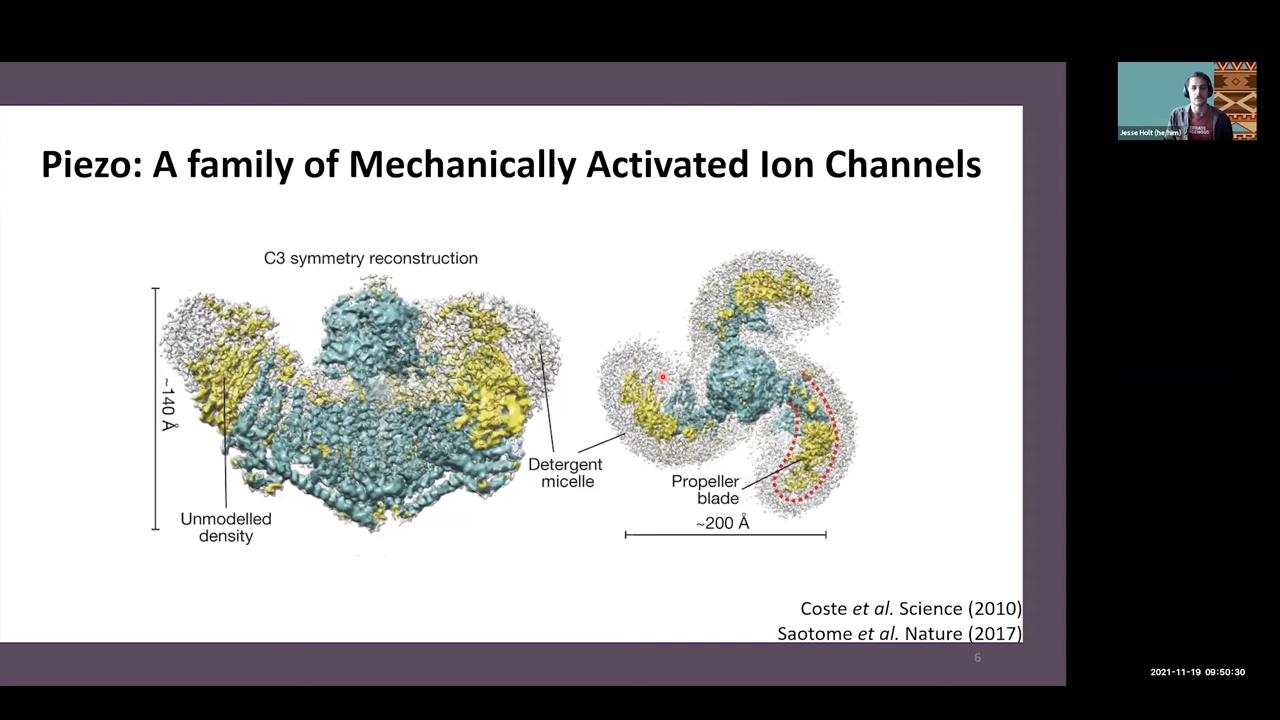 Piezo: A family of Mechanically Activated Ion Channels
C3 symmetry reconstruction
~140 Å
Unmodelled
density
Detergent
micelle
Propeller
blade
~200 Å
Coste et al. Science (2010)
Saotome et al. Nature (2017)
6
Jesse Holt (he/him)
2021-11-19 09:50:30